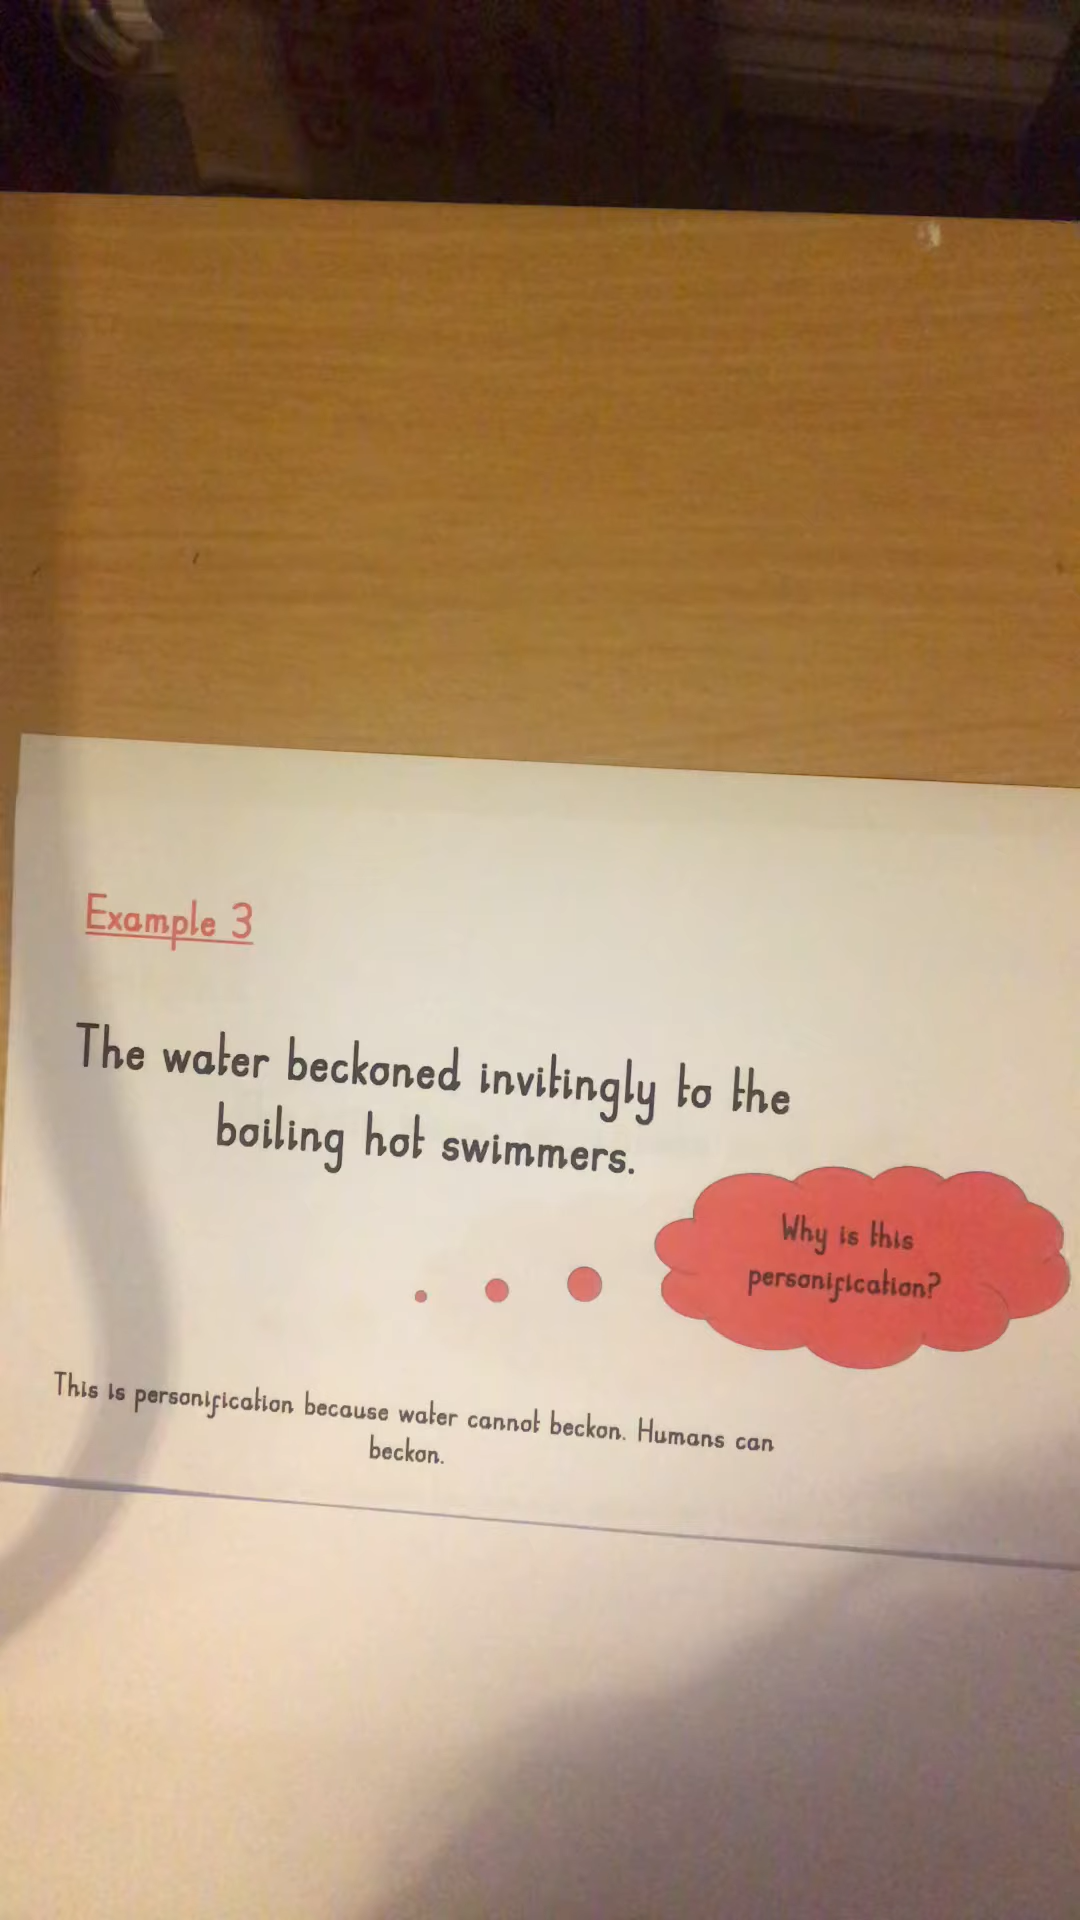 Example 3
The water beckoned invitingly to the
boiling hot swimmers.
Why is this
personification?
This is personification because water cannot beckon. Humans can
beckon.